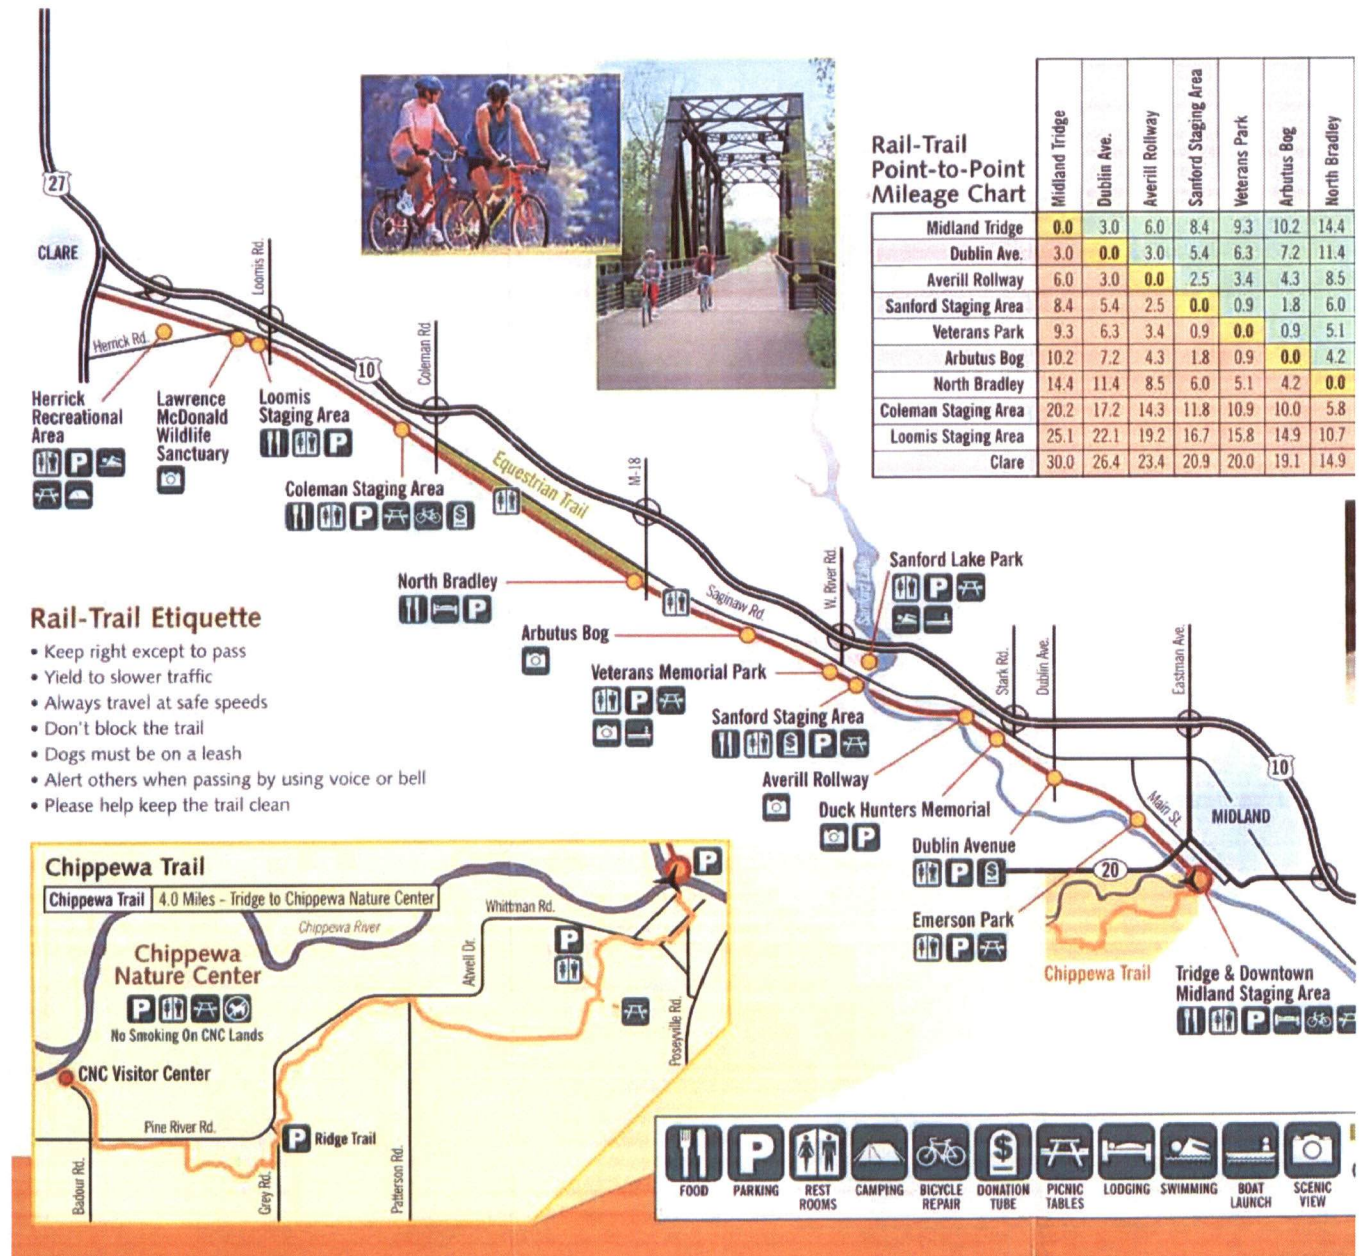 27
CLARE
Herrick Rd.
Loomis Rd.
10
Coleman Rd
Herrick
Recreational
Area
P
Lawrence
McDonald
Wildlife
Sanctuary
Loomis
Staging Area
P
Coleman Staging Area
P
$
Equestrian Trail
M-18
North Bradley
P
Saginaw Rd.
Arbutus Bog
W. River Rd.
Sanford Lake
Sanford Lake Park
P
Veterans Memorial Park
P
Sanford Staging Area
$
P
Averill Rollway
Duck Hunters Memorial
P
Stark Rd.
Dublin Ave.
Eastman Ave.
10
Main St.
MIDLAND
Dublin Avenue
P
$
20
Emerson Park
P
Chippewa Trail
Tridge & Downtown
Midland Staging Area
P
Rail-Trail
Point-to-Point
Mileage Chart
Midland Tridge
Dublin Ave.
Averill Rollway
Sanford Staging Area
Veterans Park
Arbutus Bog
North Bradley
Midland Tridge 0.0 3.0 6.0 8.4 9.3 10.2 14.4
Dublin Ave. 3.0 0.0 3.0 5.4 6.3 7.2 11.4
Averill Rollway 6.0 3.0 0.0 2.5 3.4 4.3 8.5
Sanford Staging Area 8.4 5.4 2.5 0.0 0.9 1.8 6.0
Veterans Park 9.3 6.3 3.4 0.9 0.0 0.9 5.1
Arbutus Bog 10.2 7.2 4.3 1.8 0.9 0.0 4.2
North Bradley 14.4 11.4 8.5 6.0 5.1 4.2 0.0
Coleman Staging Area 20.2 17.2 14.3 11.8 10.9 10.0 5.8
Loomis Staging Area 25.1 22.1 19.2 16.7 15.8 14.9 10.7
Clare 30.0 26.4 23.4 20.9 20.0 19.1 14.9
Rail-Trail Etiquette
• Keep right except to pass
• Yield to slower traffic
• Always travel at safe speeds
• Don't block the trail
• Dogs must be on a leash
• Alert others when passing by using voice or bell
• Please help keep the trail clean
Chippewa Trail
Chippewa Trail 4.0 Miles - Tridge to Chippewa Nature Center
Chippewa River
Chippewa
Nature Center
P
No Smoking On CNC Lands
CNC Visitor Center
Pine River Rd.
Badour Rd.
Grey Rd.
P Ridge Trail
Patterson Rd.
Atwell Dr.
Whittman Rd.
P
P
Poseyville Rd.
P
$
FOOD
PARKING
REST
ROOMS
CAMPING
BICYCLE
REPAIR
DONATION
TUBE
PICNIC
TABLES
LODGING
SWIMMING
BOAT
LAUNCH
SCENIC
VIEW